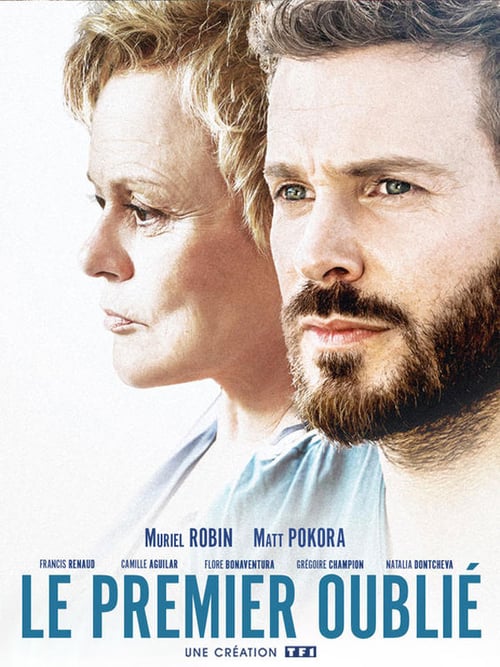 Muriel ROBIN Matt POKORA
FRANCIS RENAUD CAMILLE AGUILAR FLORE BONAVENTURA GRÉGOIRE CHAMPION NATALIA DONTCHEVA
LE PREMIER OUBLIÉ
UNE CRÉATION TF1